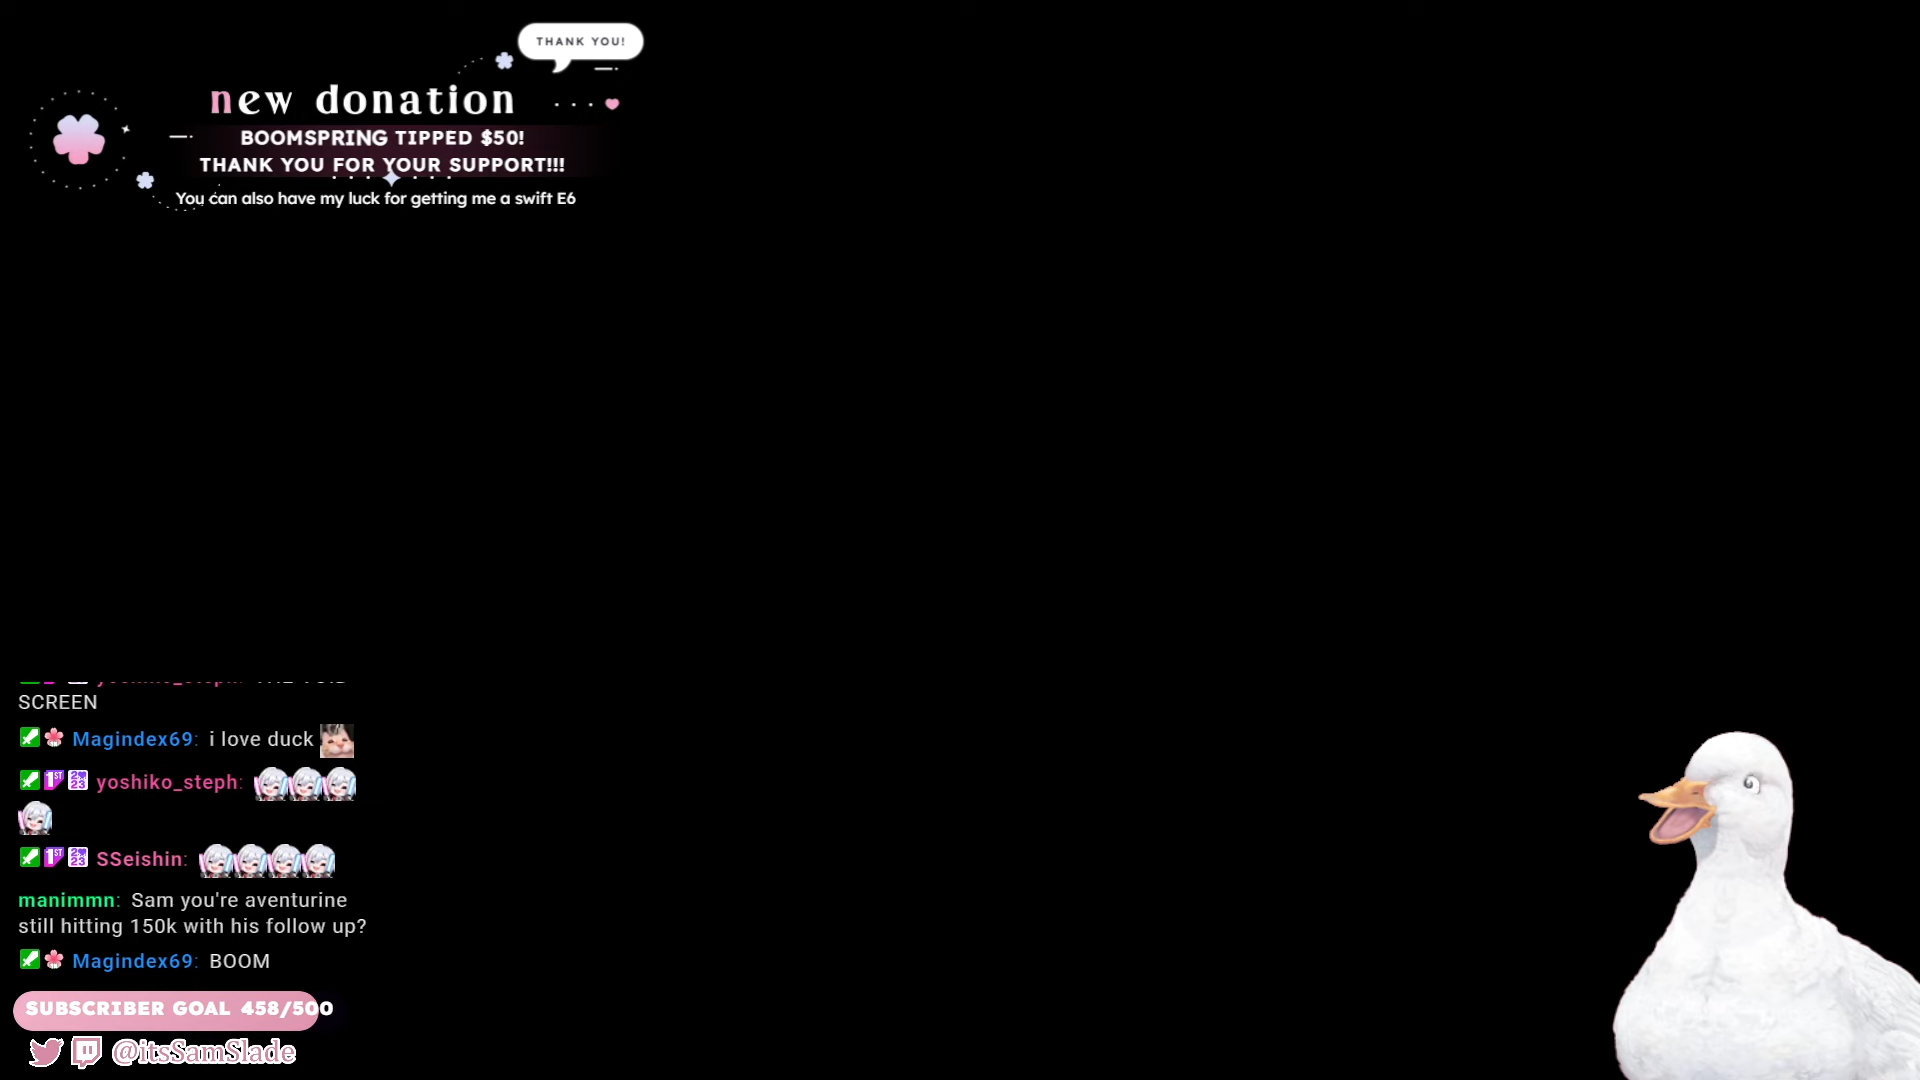 THANK YOU!
new donation
BOOMSPRING TIPPED $50!
THANK YOU FOR YOUR SUPPORT!!!
You can also have my luck for getting me a swift E6
SCREEN
Magindex69: i love duck
yoshiko_steph:
SSeishin:
manimmn: Sam you're aventurine
still hitting 150k with his follow up?
Magindex69: BOOM
SUBSCRIBER GOAL 458/500
@itsSamSlade